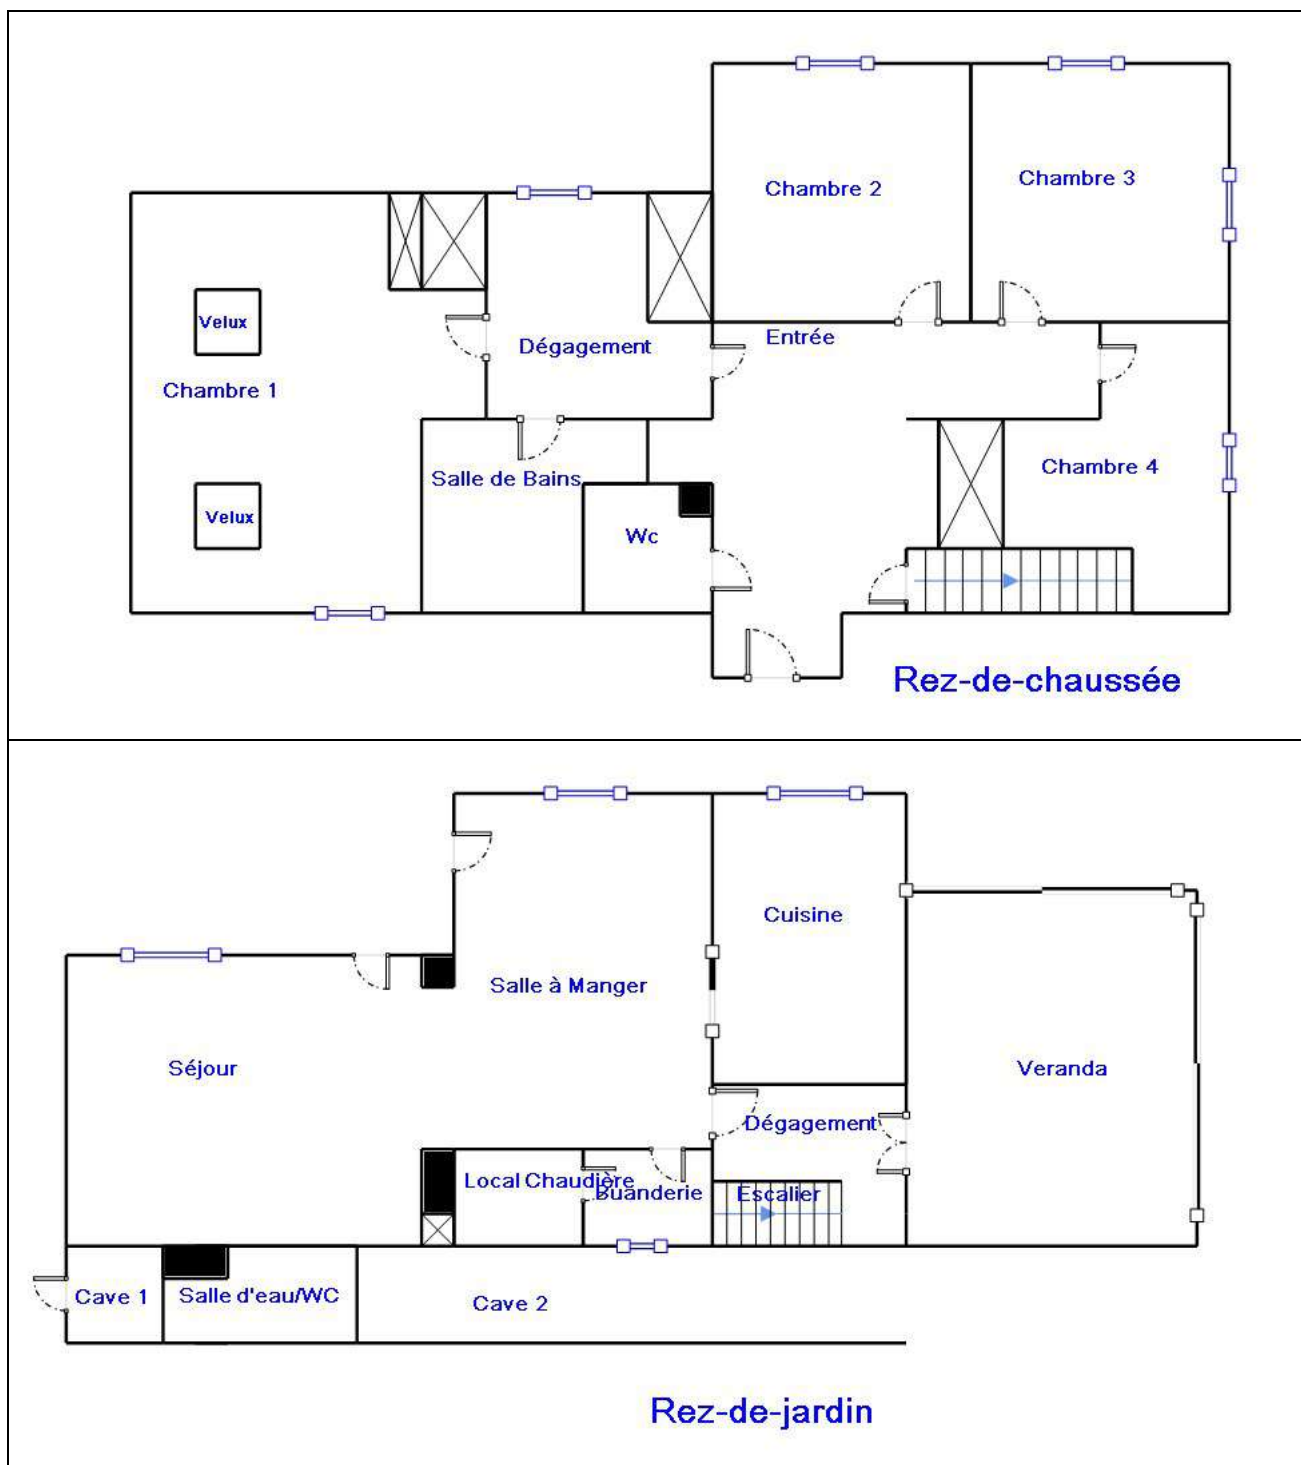 Chambre 2
Chambre 3
Velux
Entrée
Dégagement
Chambre 1
Chambre 4
Salle de Bains
Velux
Wc
Rez-de-chaussée
Cuisine
Salle à Manger
Séjour
Veranda
Dégagement
Local Chaudière
Buanderie
Escalier
Cave 1
Salle d'eau/WC
Cave 2
Rez-de-jardin